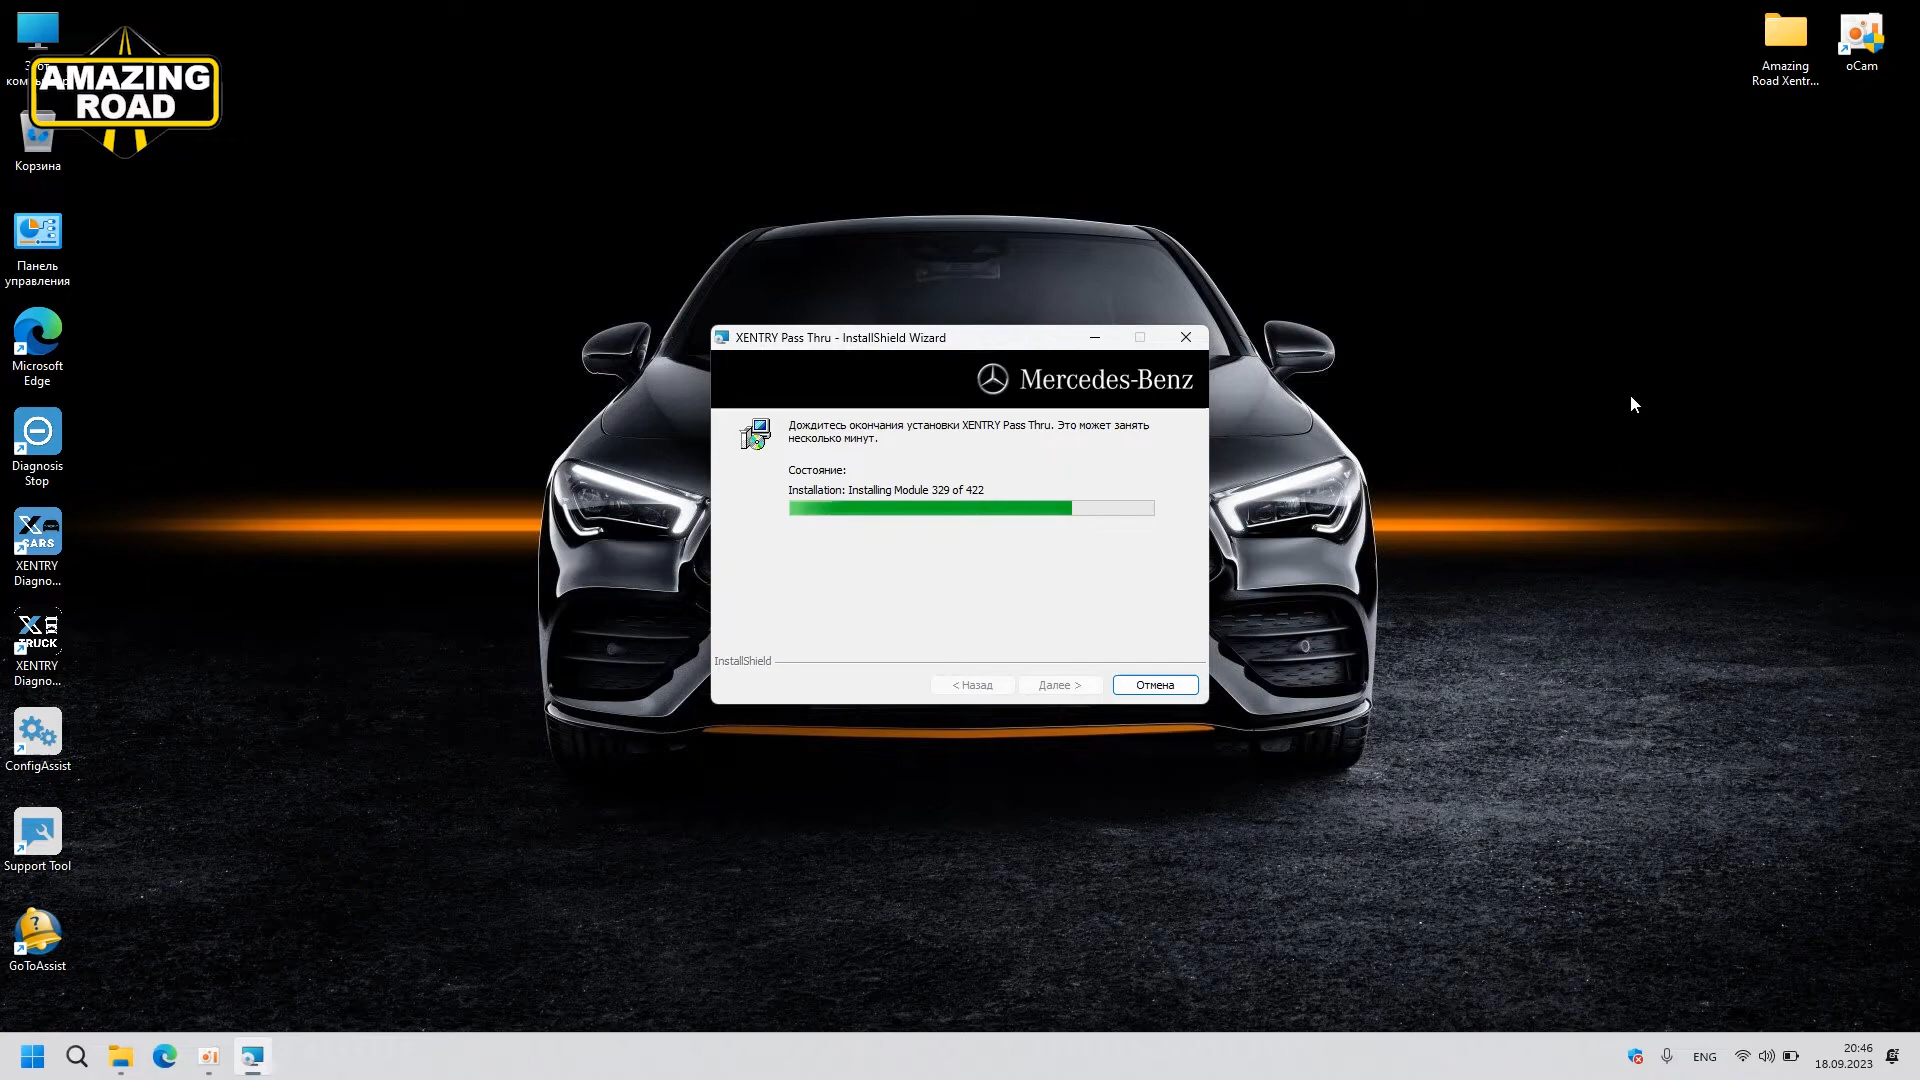 Этот
AMAZING
ROAD
Корзина
Панель
управления
Microsoft
Edge
Diagnosis
Stop
X
CARS
XENTRY
Diagno...
X
TRUCK
XENTRY
Diagno...
ConfigAssist
Support Tool
GoToAssist
Amazing
Road Xentr...
oCam
XENTRY Pass Thru - InstallShield Wizard
Mercedes-Benz
Дождитесь окончания установки XENTRY Pass Thru. Это может занять
несколько минут.
Состояние:
Installation: Installing Module 329 of 422
InstallShield
< Назад
Далее >
Отмена
ENG
20:46
18.09.2023